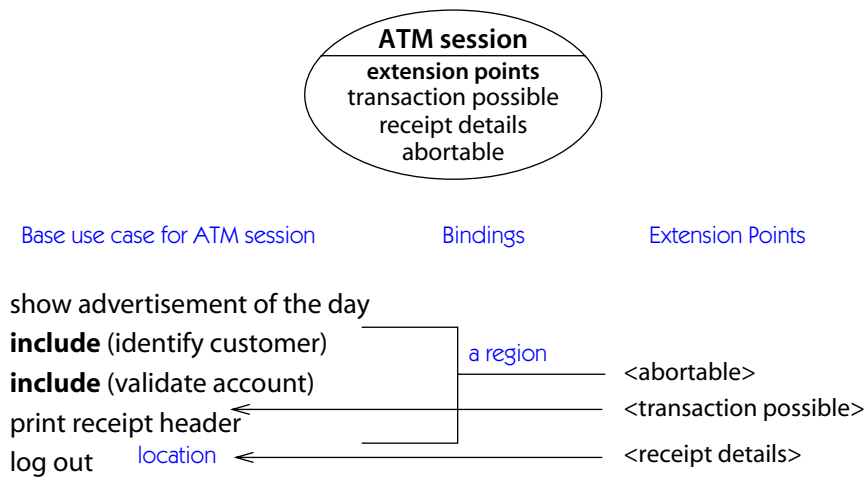 ATM session
extension points
transaction possible
receipt details
abortable
Base use case for ATM session Bindings Extension Points
show advertisement of the day
include (identify customer)
a region
include (validate account)
<abortable>
print receipt header
<transaction possible>
log out location
<receipt details>